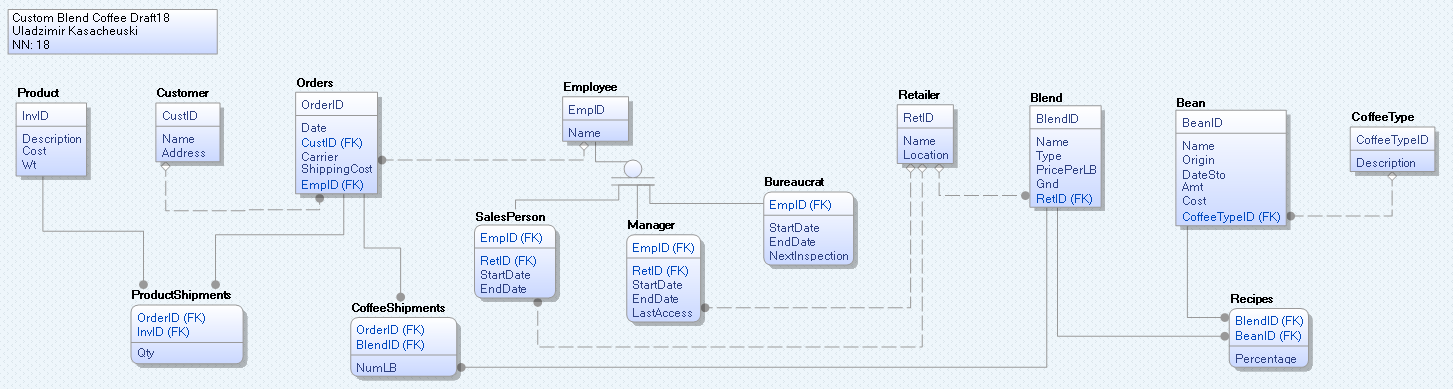 Custom Blend Coffee Draft18
Uladzimir Kasacheuski
NN: 18
Product
InvID
Description
Cost
Wt
Customer
CustID
Name
Address
Orders
OrderID
Date
CustID (FK)
Carrier
ShippingCost
EmpID (FK)
Employee
EmpID
Name
Retailer
RetID
Name
Location
Blend
BlendID
Name
Type
PricePerLB
Gnd
RetID (FK)
Bean
BeanID
Name
Origin
DateSto
Amt
Cost
CoffeeTypeID (FK)
CoffeeType
CoffeeTypeID
Description
SalesPerson
EmpID (FK)
RetID (FK)
StartDate
EndDate
Manager
EmpID (FK)
RetID (FK)
StartDate
EndDate
LastAccess
Bureaucrat
EmpID (FK)
StartDate
EndDate
NextInspection
ProductShipments
OrderID (FK)
InvID (FK)
Qty
CoffeeShipments
OrderID (FK)
BlendID (FK)
NumLB
Recipes
BlendID (FK)
BeanID (FK)
Percentage